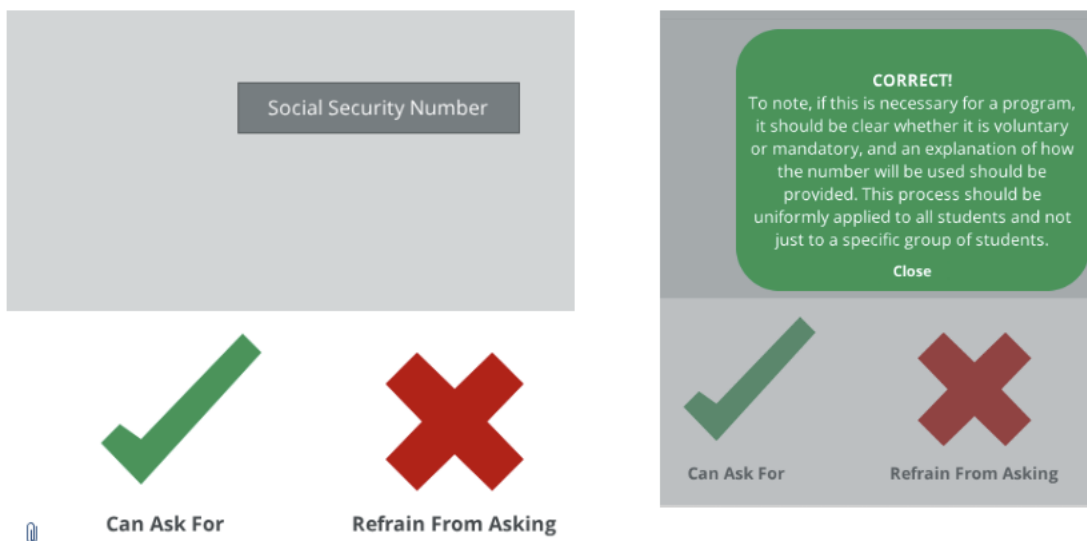 Social Security Number
Can Ask For
Refrain From Asking
CORRECT!
To note, if this is necessary for a program,
it should be clear whether it is voluntary
or mandatory, and an explanation of how
the number will be used should be
provided. This process should be
uniformly applied to all students and not
just to a specific group of students.
Close
Can Ask For
Refrain From Asking